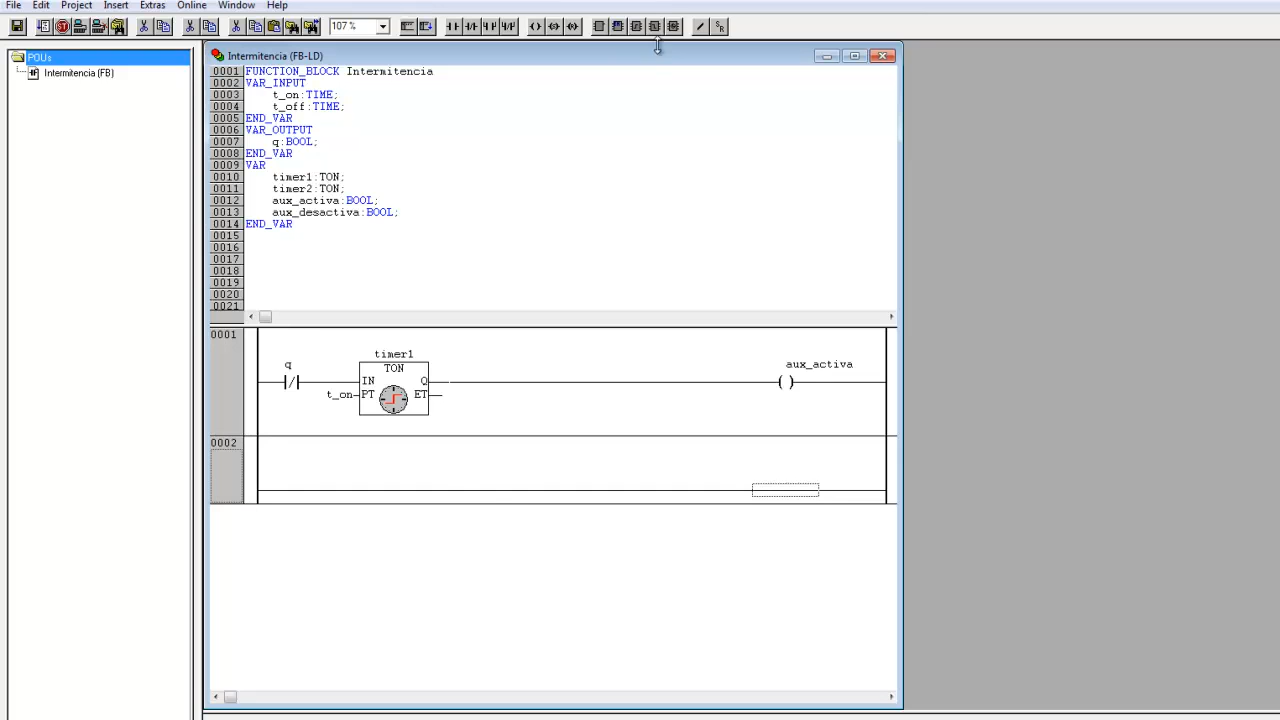 File Edit Project Insert Extras Online Window Help
107 %
POUs
Intermitencia (FB)
Intermitencia (FB-LD)
0001 FUNCTION_BLOCK Intermitencia
0002 VAR_INPUT
0003 t_on:TIME;
0004 t_off:TIME;
0005 END_VAR
0006 VAR_OUTPUT
0007 q:BOOL;
0008 END_VAR
0009 VAR
0010 timer1:TON;
0011 timer2:TON;
0012 aux_activa:BOOL;
0013 aux_desactiva:BOOL;
0014 END_VAR
0015
0016
0017
0018
0019
0020
0021
0001
timer1
q aux_activa
TON
IN Q
t_on PT ET
0002